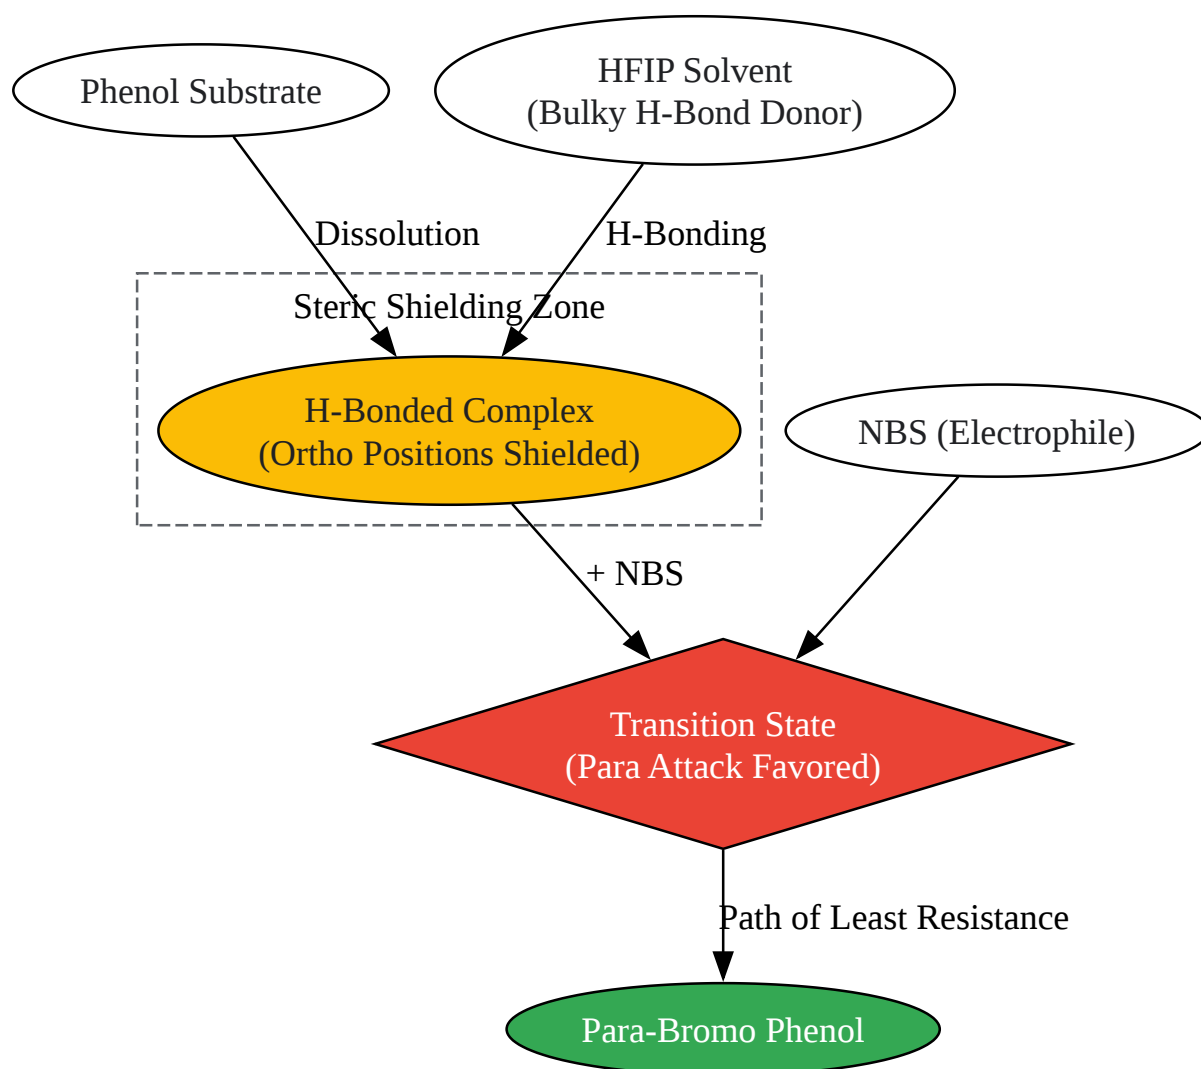 Phenol Substrate
HFIP Solvent
(Bulky H-Bond Donor)
Dissolution
H-Bonding
Steric Shielding Zone
H-Bonded Complex
(Ortho Positions Shielded)
NBS (Electrophile)
+ NBS
Transition State
(Para Attack Favored)
Path of Least Resistance
Para-Bromo Phenol